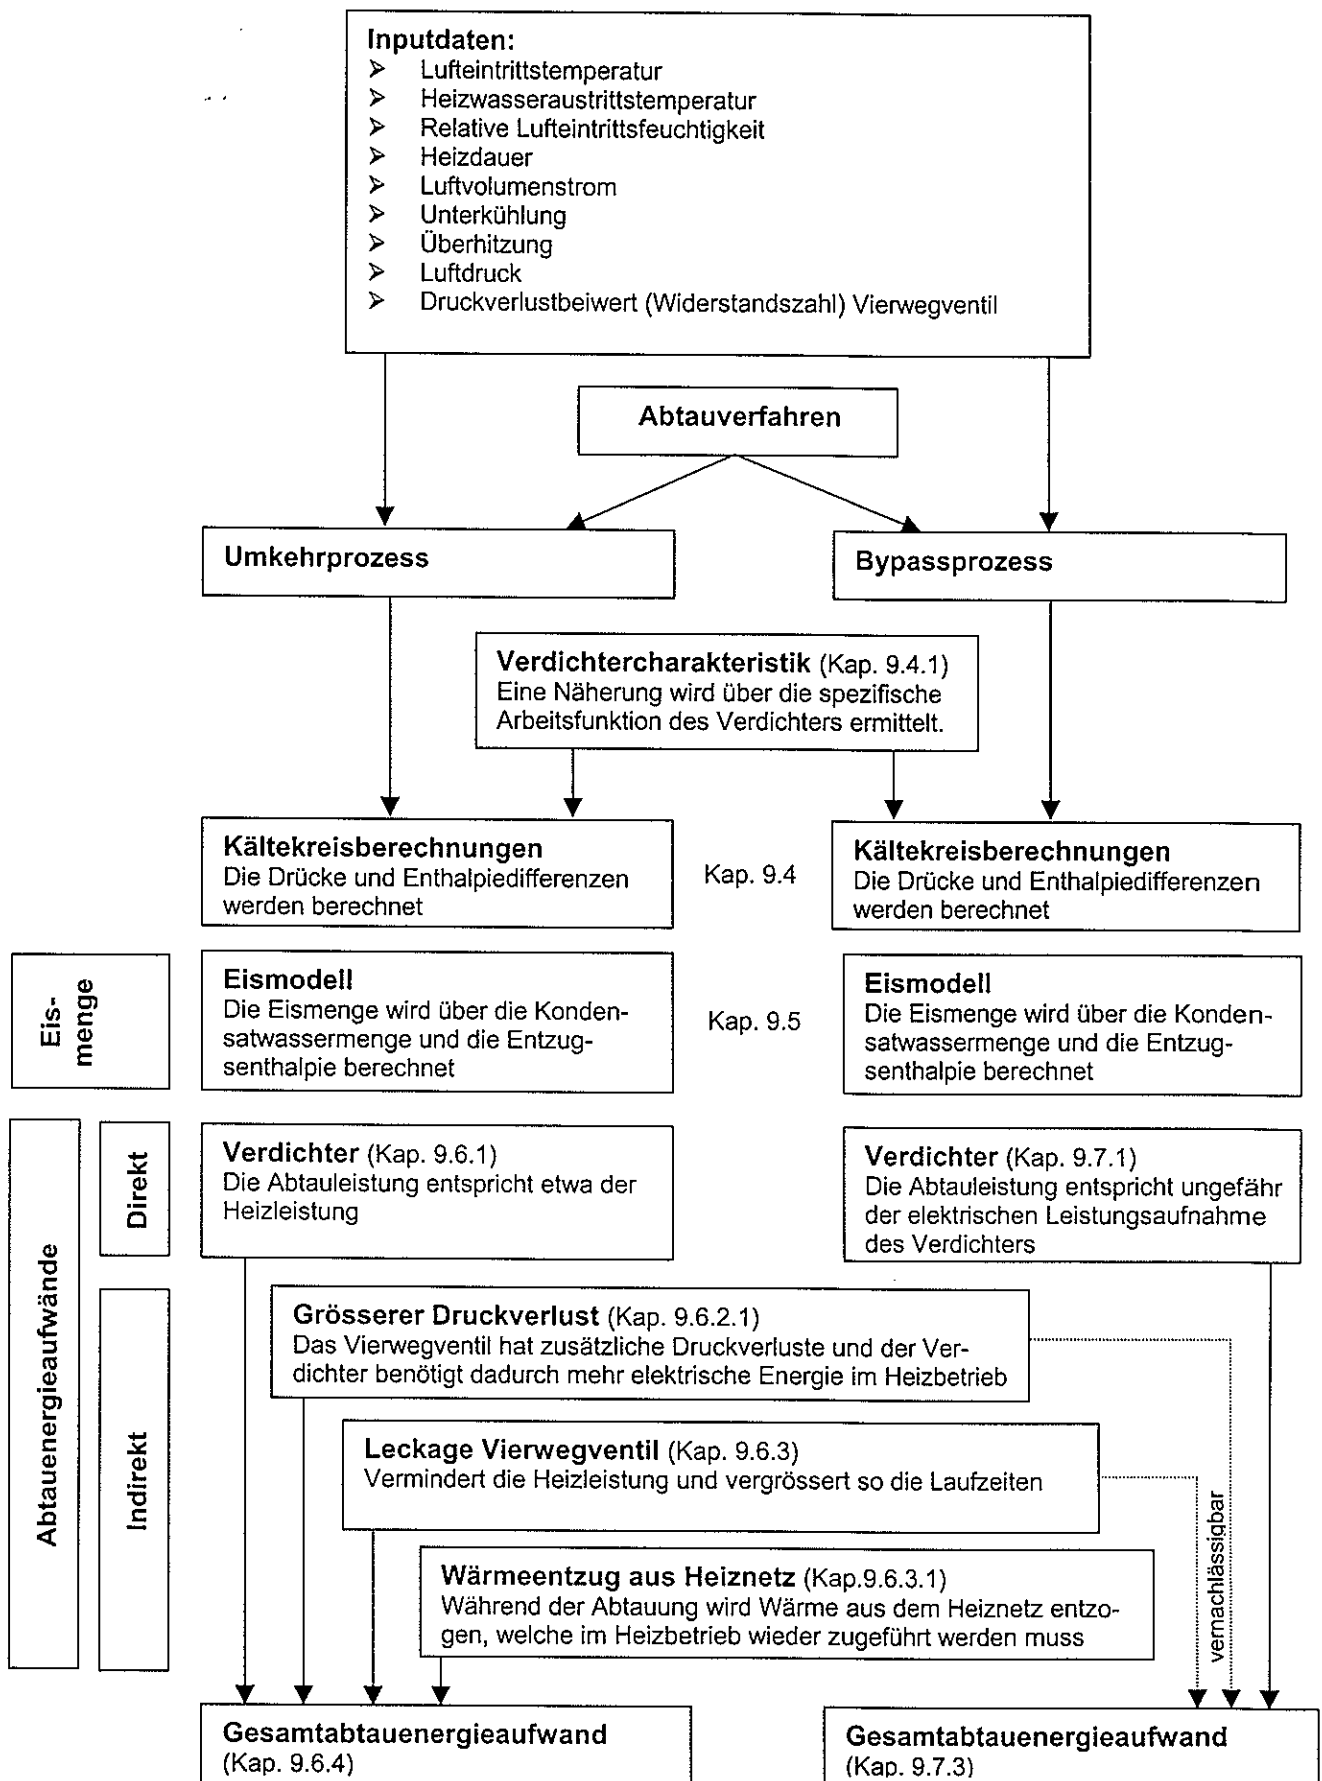 Inputdaten:
➢ Lufteintrittstemperatur
➢ Heizwasseraustrittstemperatur
➢ Relative Lufteintrittsfeuchtigkeit
➢ Heizdauer
➢ Luftvolumenstrom
➢ Unterkühlung
➢ Überhitzung
➢ Luftdruck
➢ Druckverlustbeiwert (Widerstandszahl) Vierwegventil
Abtauverfahren
Umkehrprozess
Bypassprozess
Verdichtercharakteristik (Kap. 9.4.1)
Eine Näherung wird über die spezifische
Arbeitsfunktion des Verdichters ermittelt.
Kältekreisberechnungen
Die Drücke und Enthalpiedifferenzen
werden berechnet
Kap. 9.4
Kältekreisberechnungen
Die Drücke und Enthalpiedifferenzen
werden berechnet
Eis-
menge
Eismodell
Die Eismenge wird über die Konden-
satwassermenge und die Entzug-
senthalpie berechnet
Kap. 9.5
Eismodell
Die Eismenge wird über die Konden-
satwassermenge und die Entzug-
senthalpie berechnet
Abtauenergieaufwände
Direkt
Verdichter (Kap. 9.6.1)
Die Abtauleistung entspricht etwa der
Heizleistung
Verdichter (Kap. 9.7.1)
Die Abtauleistung entspricht ungefähr
der elektrischen Leistungsaufnahme
des Verdichters
Indirekt
Grösserer Druckverlust (Kap. 9.6.2.1)
Das Vierwegventil hat zusätzliche Druckverluste und der Ver-
dichter benötigt dadurch mehr elektrische Energie im Heizbetrieb
Leckage Vierwegventil (Kap. 9.6.3)
Vermindert die Heizleistung und vergrössert so die Laufzeiten
Wärmeentzug aus Heiznetz (Kap.9.6.3.1)
Während der Abtauung wird Wärme aus dem Heiznetz entzo-
gen, welche im Heizbetrieb wieder zugeführt werden muss
vernachlässigbar
Gesamtabtauenergieaufwand
(Kap. 9.6.4)
Gesamtabtauenergieaufwand
(Kap. 9.7.3)